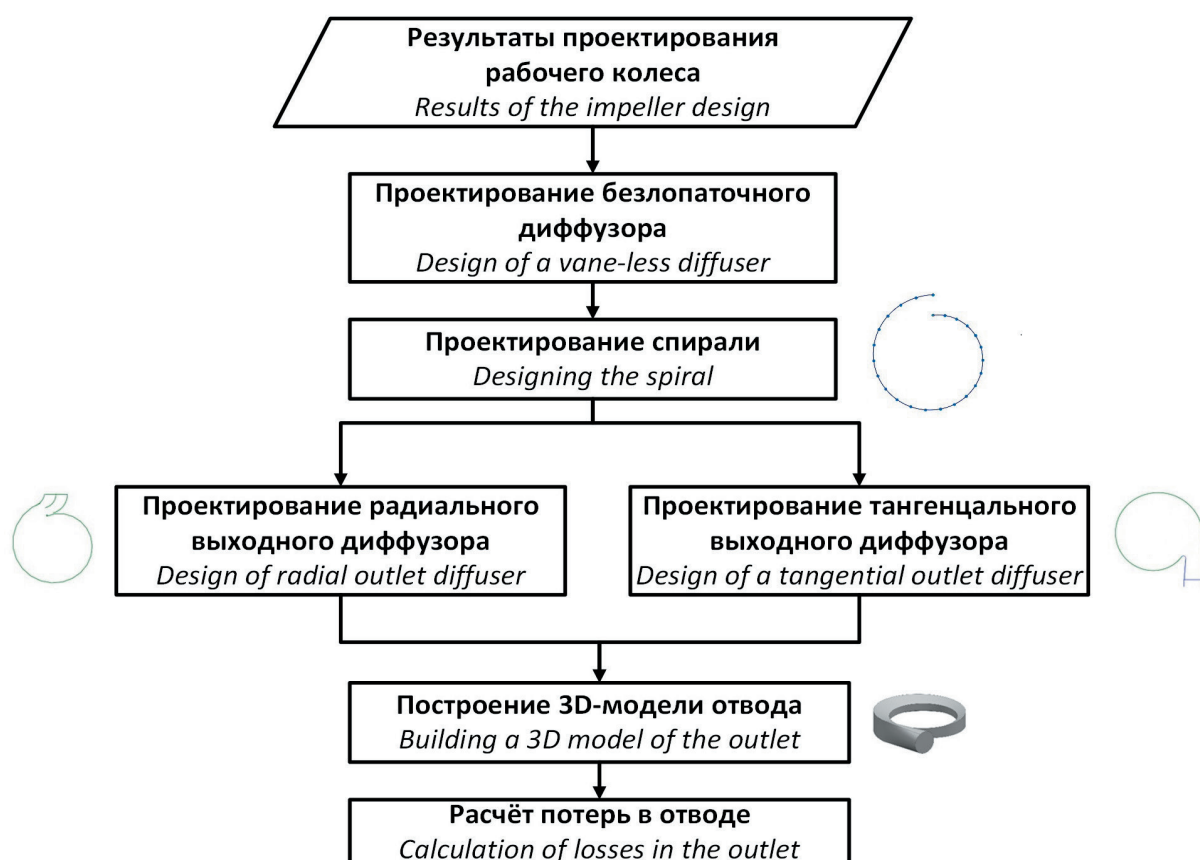 Результаты проектирования
рабочего колеса
Results of the impeller design
Проектирование безлопаточного
диффузора
Design of a vane-less diffuser
Проектирование спирали
Designing the spiral
Проектирование радиального
выходного диффузора
Design of radial outlet diffuser
Проектирование тангенцального
выходного диффузора
Design of a tangential outlet diffuser
Построение 3D-модели отвода
Building a 3D model of the outlet
Расчёт потерь в отводе
Calculation of losses in the outlet